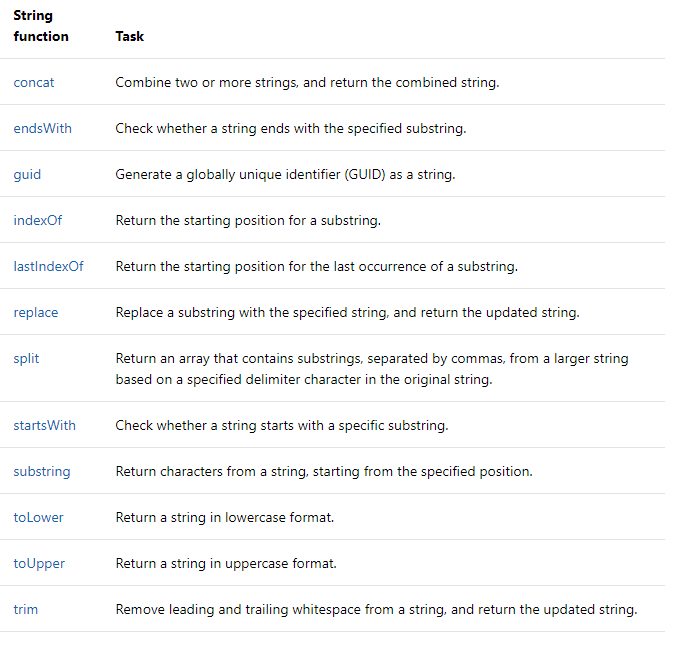 String
function Task
concat Combine two or more strings, and return the combined string.
endsWith Check whether a string ends with the specified substring.
guid Generate a globally unique identifier (GUID) as a string.
indexOf Return the starting position for a substring.
lastIndexOf Return the starting position for the last occurrence of a substring.
replace Replace a substring with the specified string, and return the updated string.
split Return an array that contains substrings, separated by commas, from a larger string
based on a specified delimiter character in the original string.
startsWith Check whether a string starts with a specific substring.
substring Return characters from a string, starting from the specified position.
toLower Return a string in lowercase format.
toUpper Return a string in uppercase format.
trim Remove leading and trailing whitespace from a string, and return the updated string.